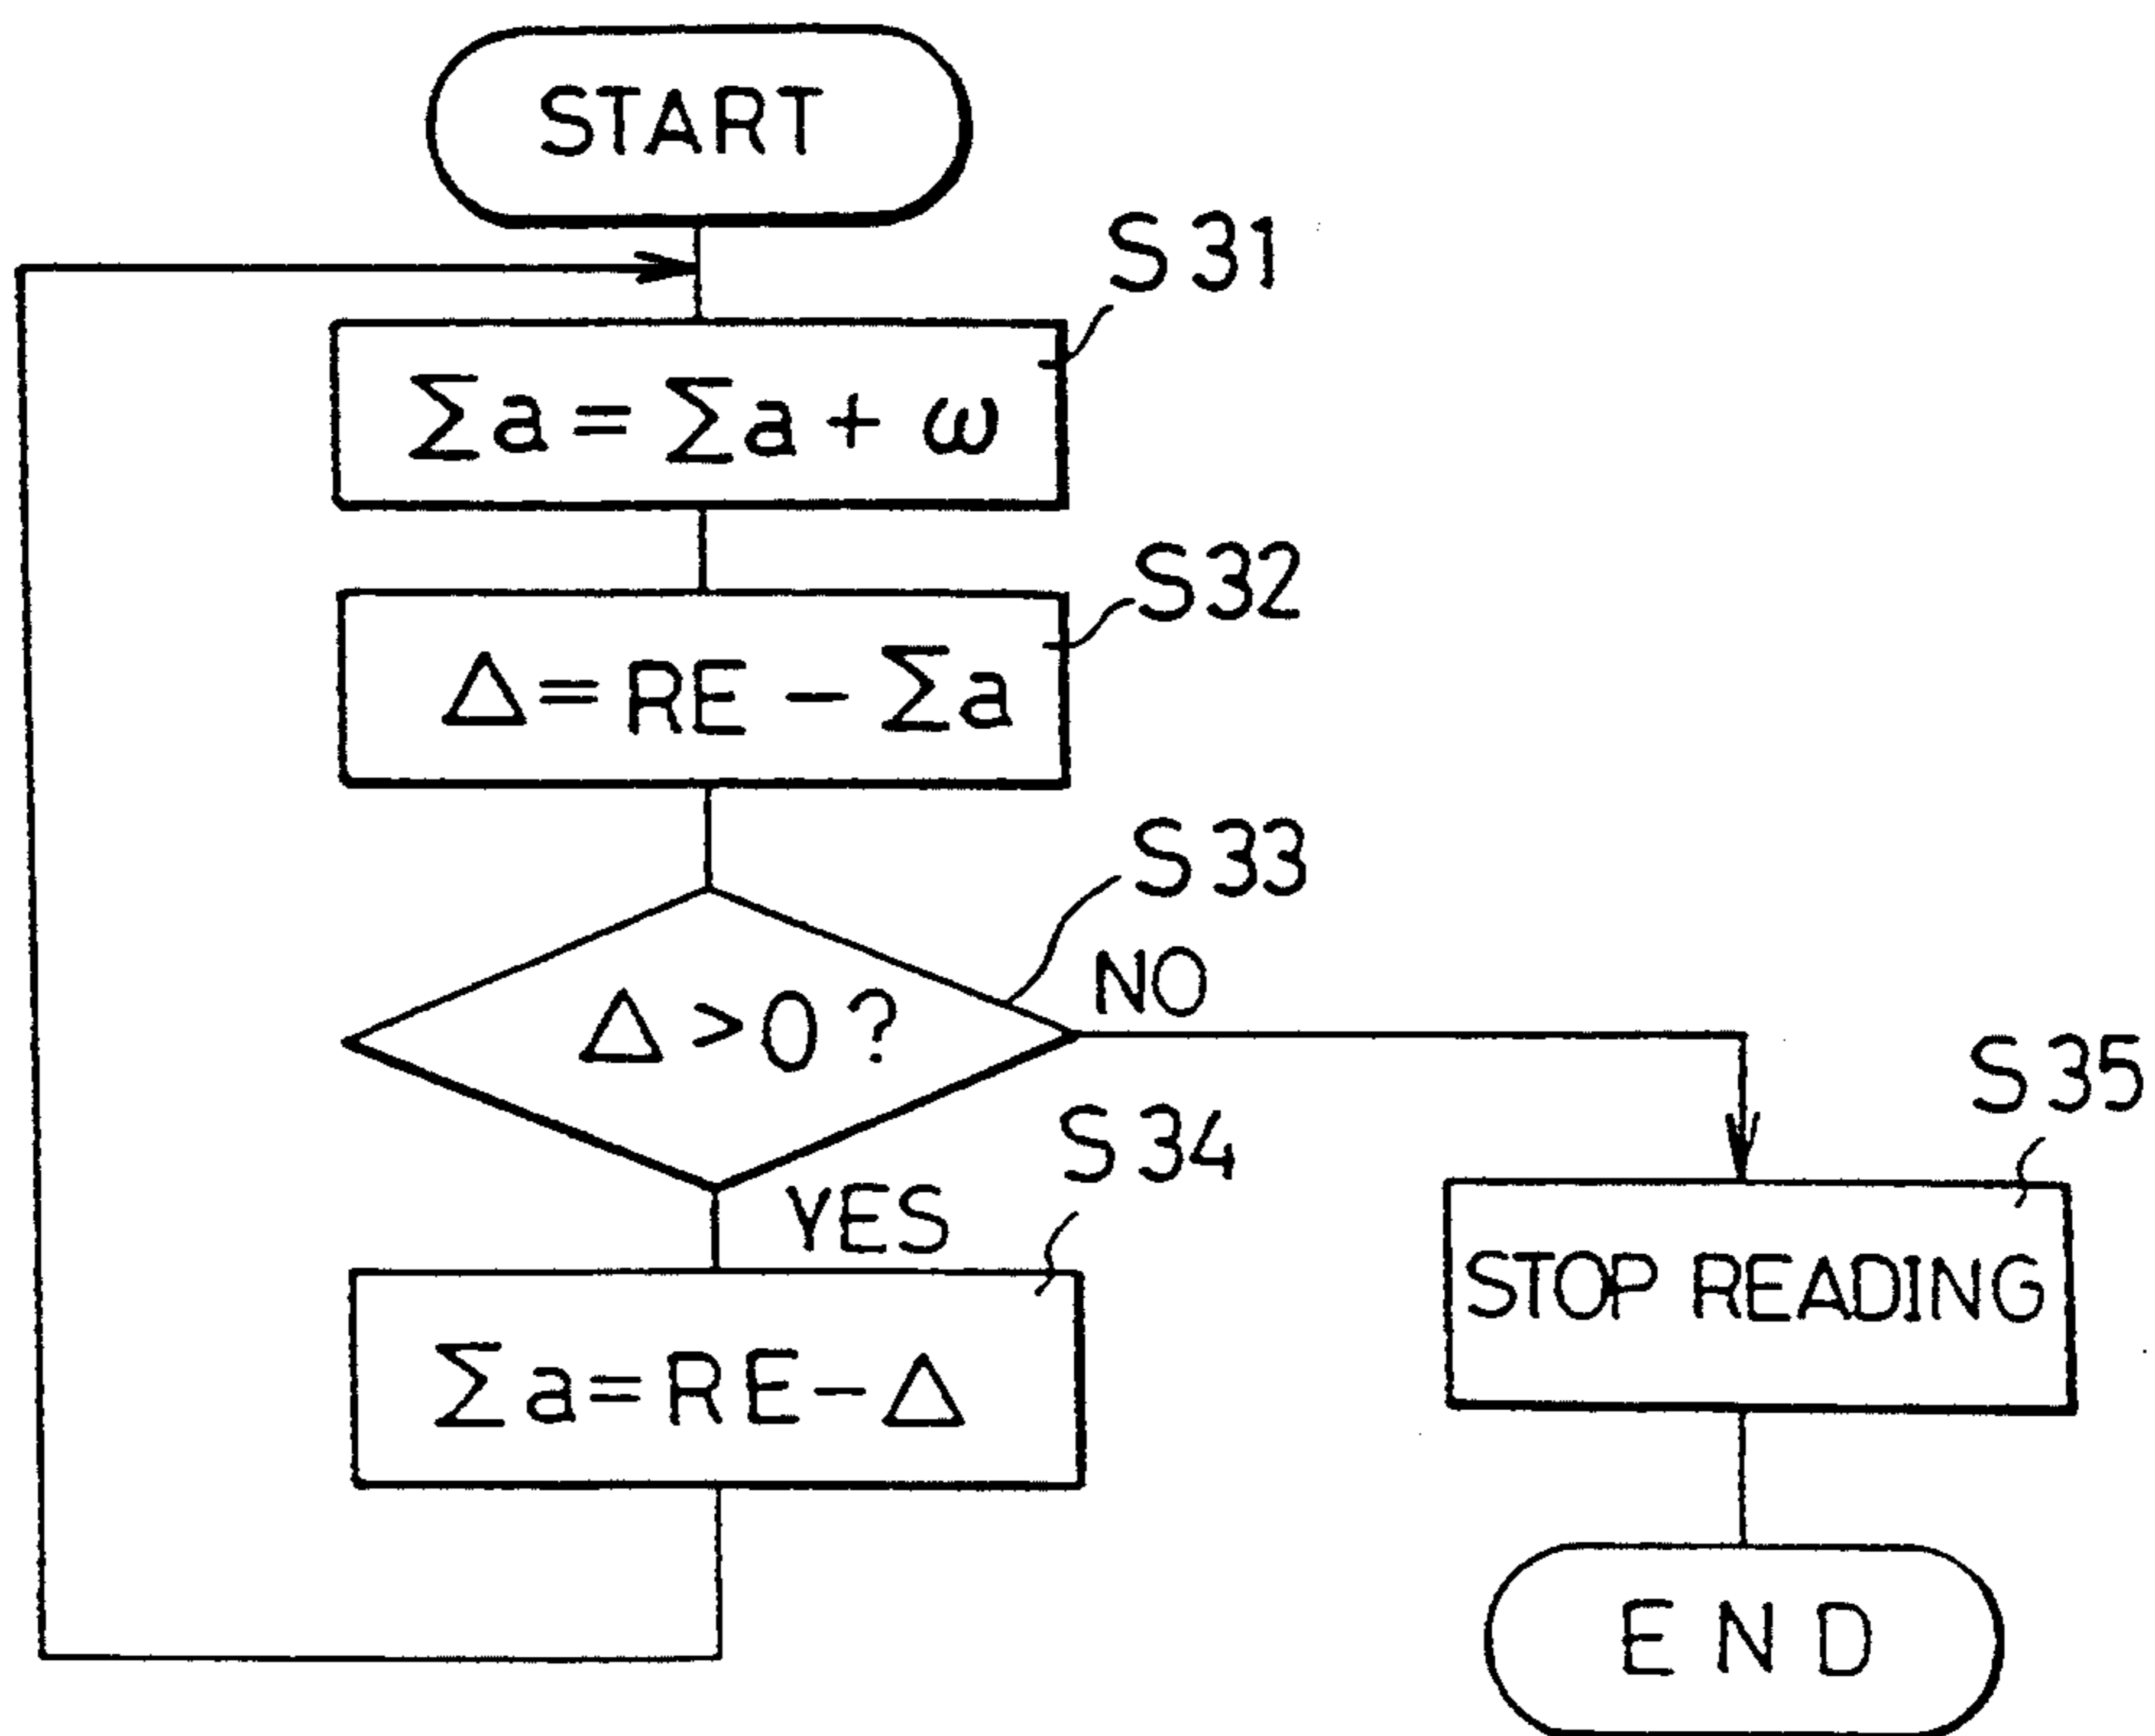 START
S31
Σa = Σa + ω
S32
Δ = RE − Σa
S33
Δ > 0 ?
NO
YES
S34
Σa = RE − Δ
S35
STOP READING
END